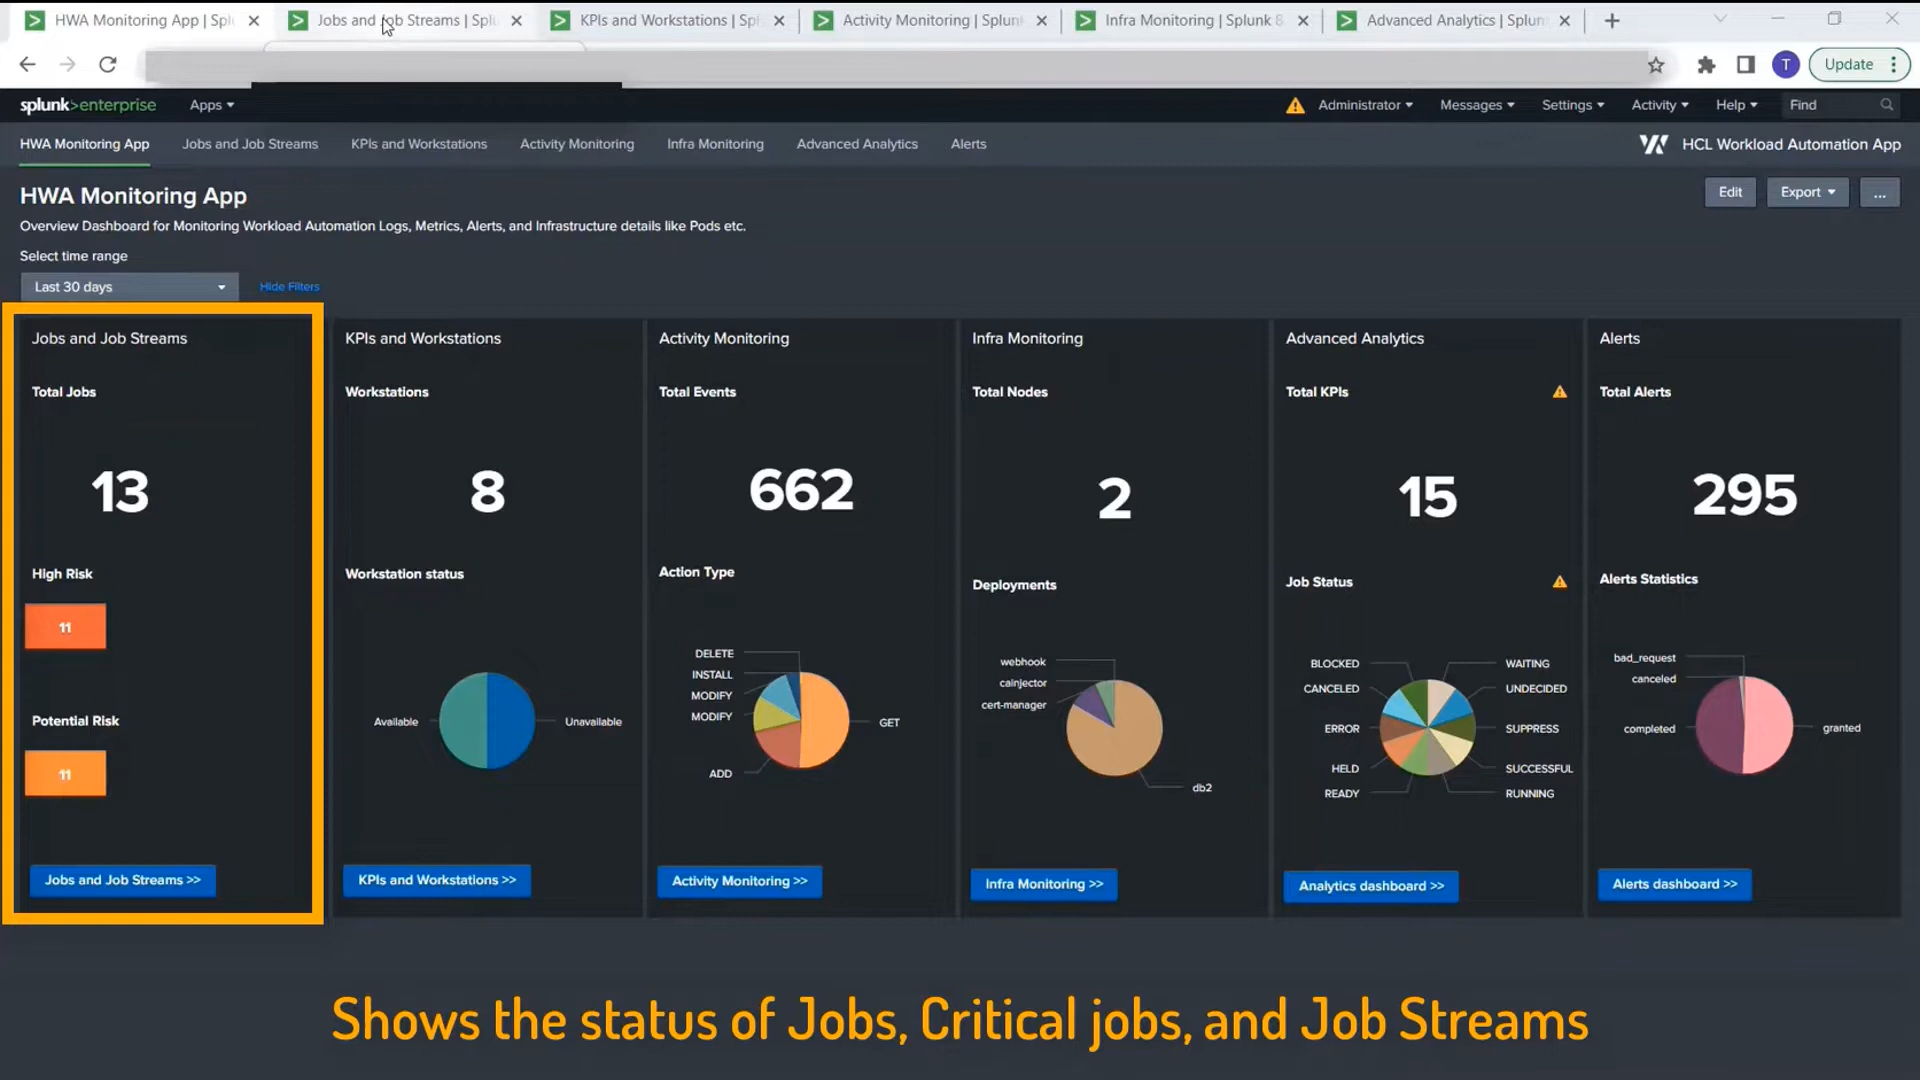 HWA Monitoring App | Spl
Jobs and Job Streams | Spl
KPIs and Workstations | Spl
Activity Monitoring | Splunk
Infra Monitoring | Splunk 8
Advanced Analytics | Splun
T
Update
splunk>enterprise
Apps
Administrator
Messages
Settings
Activity
Help
Find
HWA Monitoring App
Jobs and Job Streams
KPIs and Workstations
Activity Monitoring
Infra Monitoring
Advanced Analytics
Alerts
HCL Workload Automation App
HWA Monitoring App
Edit
Export
...
Overview Dashboard for Monitoring Workload Automation Logs, Metrics, Alerts, and Infrastructure details like Pods etc.
Select time range
Last 30 days
Hide Filters
Jobs and Job Streams
Total Jobs
13
High Risk
11
Potential Risk
11
Jobs and Job Streams >>
KPIs and Workstations
Workstations
8
Workstation status
Available
Unavailable
KPIs and Workstations >>
Activity Monitoring
Total Events
662
Action Type
DELETE
INSTALL
MODIFY
MODIFY
GET
ADD
Activity Monitoring >>
Infra Monitoring
Total Nodes
2
Deployments
webhook
cainjector
cert-manager
db2
Infra Monitoring >>
Advanced Analytics
Total KPIs
15
Job Status
BLOCKED
CANCELED
ERROR
HELD
READY
WAITING
UNDECIDED
SUPPRESS
SUCCESSFUL
RUNNING
Analytics dashboard >>
Alerts
Total Alerts
295
Alerts Statistics
bad_request
canceled
completed
granted
Alerts dashboard >>
Shows the status of Jobs, Critical jobs, and Job Streams